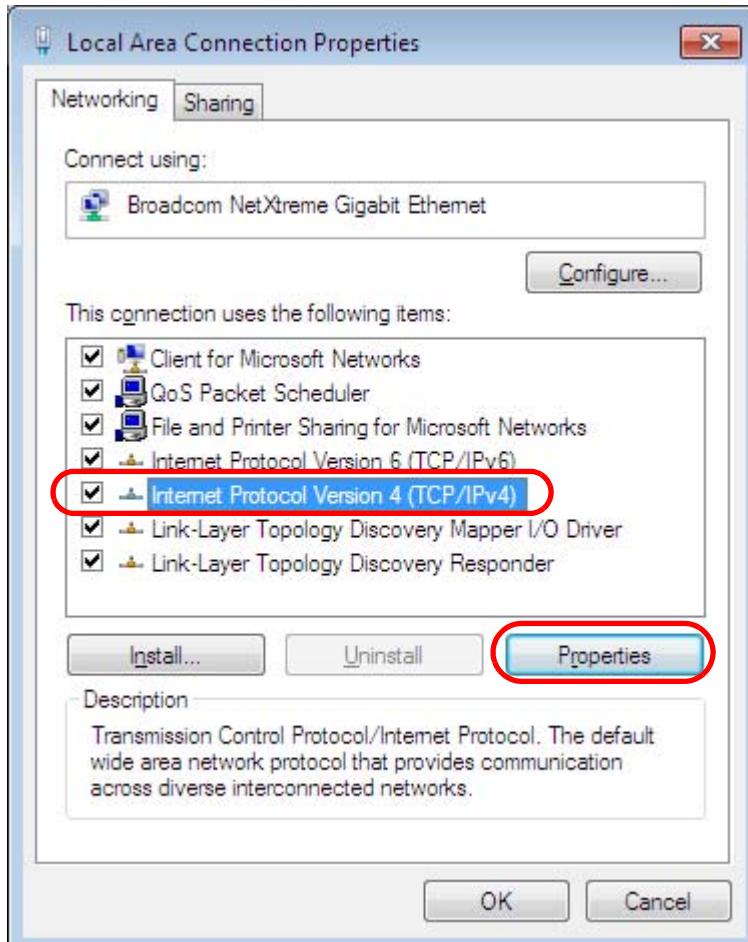 Local Area Connection Properties
Networking
Sharing
Connect using:
Broadcom NetXtreme Gigabit Ethernet
Configure...
This connection uses the following items:
Client for Microsoft Networks
QoS Packet Scheduler
File and Printer Sharing for Microsoft Networks
Internet Protocol Version 6 (TCP/IPv6)
Internet Protocol Version 4 (TCP/IPv4)
Link-Layer Topology Discovery Mapper I/O Driver
Link-Layer Topology Discovery Responder
Install...
Uninstall
Properties
Description
Transmission Control Protocol/Internet Protocol. The default
wide area network protocol that provides communication
across diverse interconnected networks.
OK
Cancel